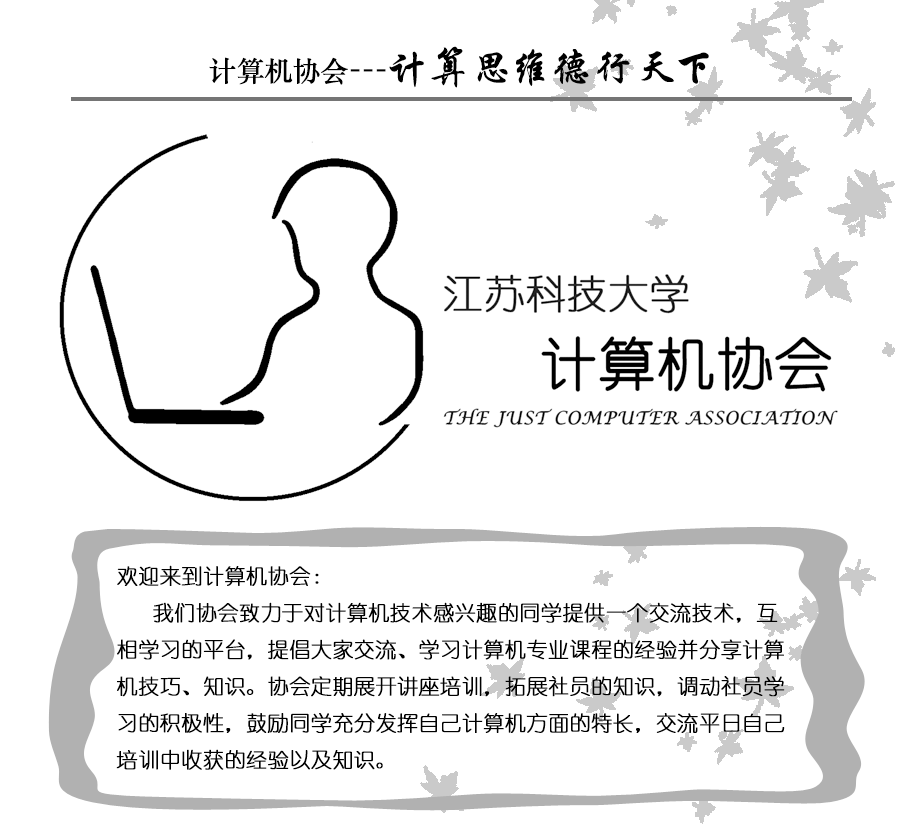 计算机协会---计算思维德行天下
江苏科技大学
计算机协会
THE JUST COMPUTER ASSOCIATION
欢迎来到计算机协会：
我们协会致力于对计算机技术感兴趣的同学提供一个交流技术，互
相学习的平台，提倡大家交流、学习计算机专业课程的经验并分享计算
机技巧、知识。协会定期展开讲座培训，拓展社员的知识，调动社员学
习的积极性，鼓励同学充分发挥自己计算机方面的特长，交流平日自己
培训中收获的经验以及知识。